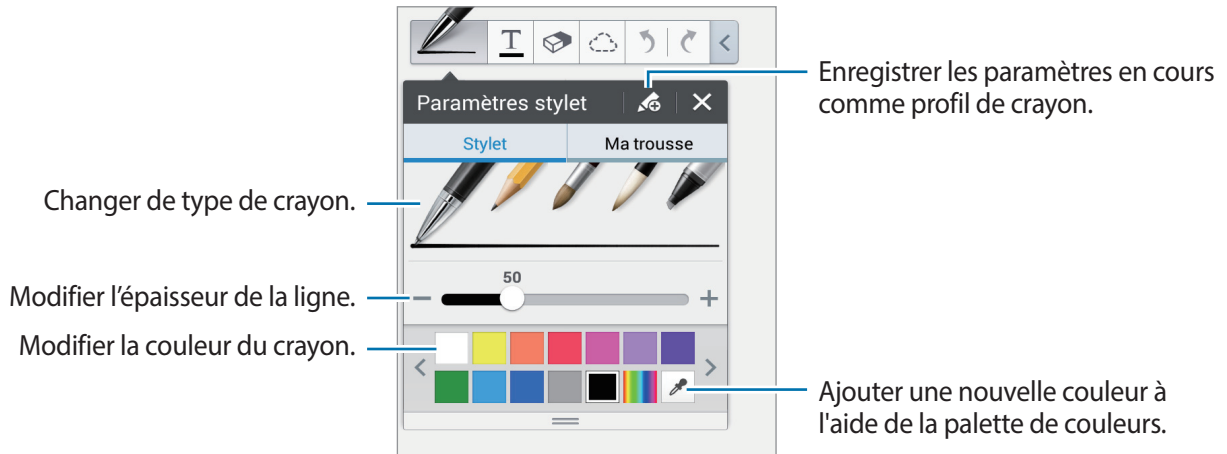 T
Paramètres stylet
Enregistrer les paramètres en cours
comme profil de crayon.
Stylet
Ma trousse
Changer de type de crayon.
50
Modifier l’épaisseur de la ligne.
Modifier la couleur du crayon.
Ajouter une nouvelle couleur à
l'aide de la palette de couleurs.